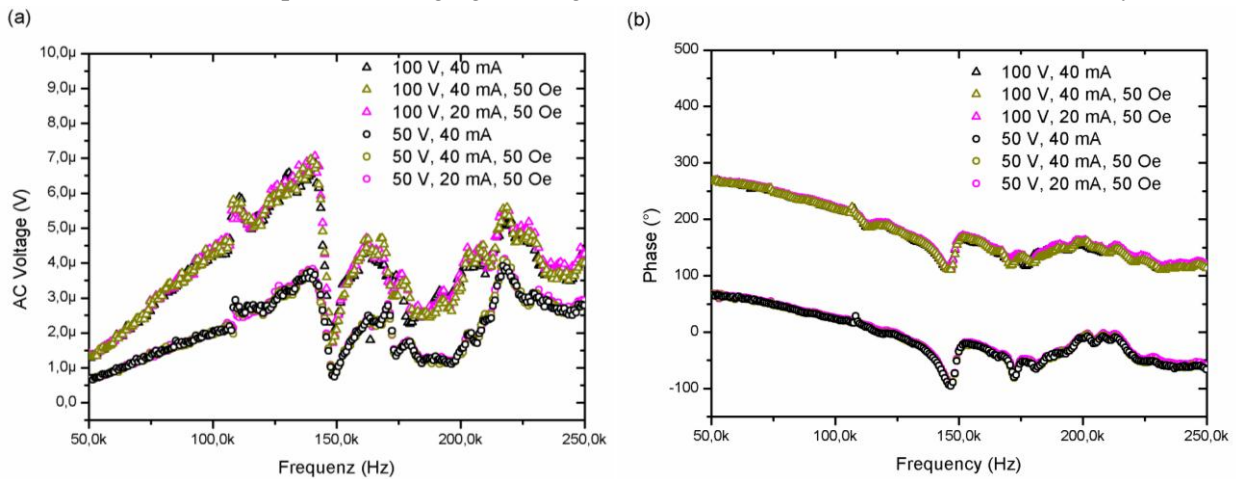 (a)
10,0µ
9,0µ
8,0µ
7,0µ
6,0µ
5,0µ
4,0µ
3,0µ
2,0µ
1,0µ
0,0
AC Voltage (V)
100 V, 40 mA
100 V, 40 mA, 50 Oe
100 V, 20 mA, 50 Oe
50 V, 40 mA
50 V, 40 mA, 50 Oe
50 V, 20 mA, 50 Oe
50,0k 100,0k 150,0k 200,0k 250,0k
Frequenz (Hz)
(b)
500
400
300
200
100
0
-100
Phase (°)
100 V, 40 mA
100 V, 40 mA, 50 Oe
100 V, 20 mA, 50 Oe
50 V, 40 mA
50 V, 40 mA, 50 Oe
50 V, 20 mA, 50 Oe
50,0k 100,0k 150,0k 200,0k 250,0k
Frequency (Hz)